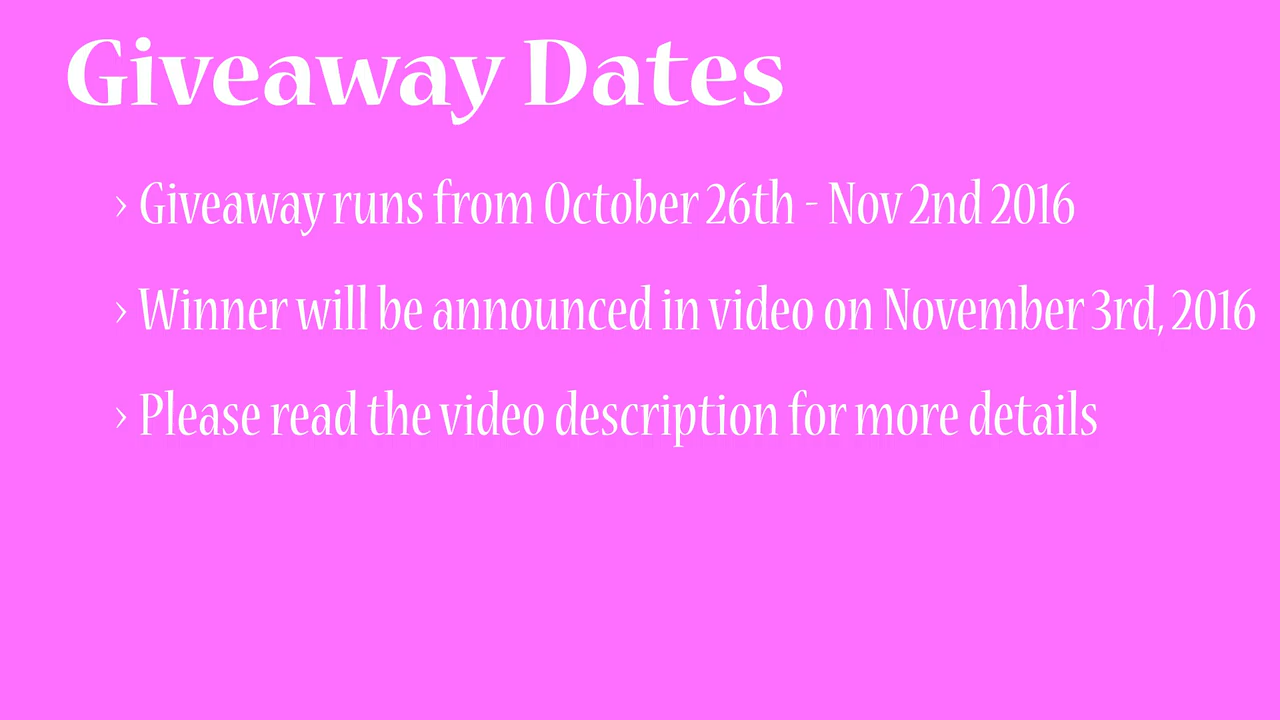 Giveaway Dates
› Giveaway runs from October 26th - Nov 2nd 2016
› Winner will be announced in video on November 3rd, 2016
› Please read the video description for more details